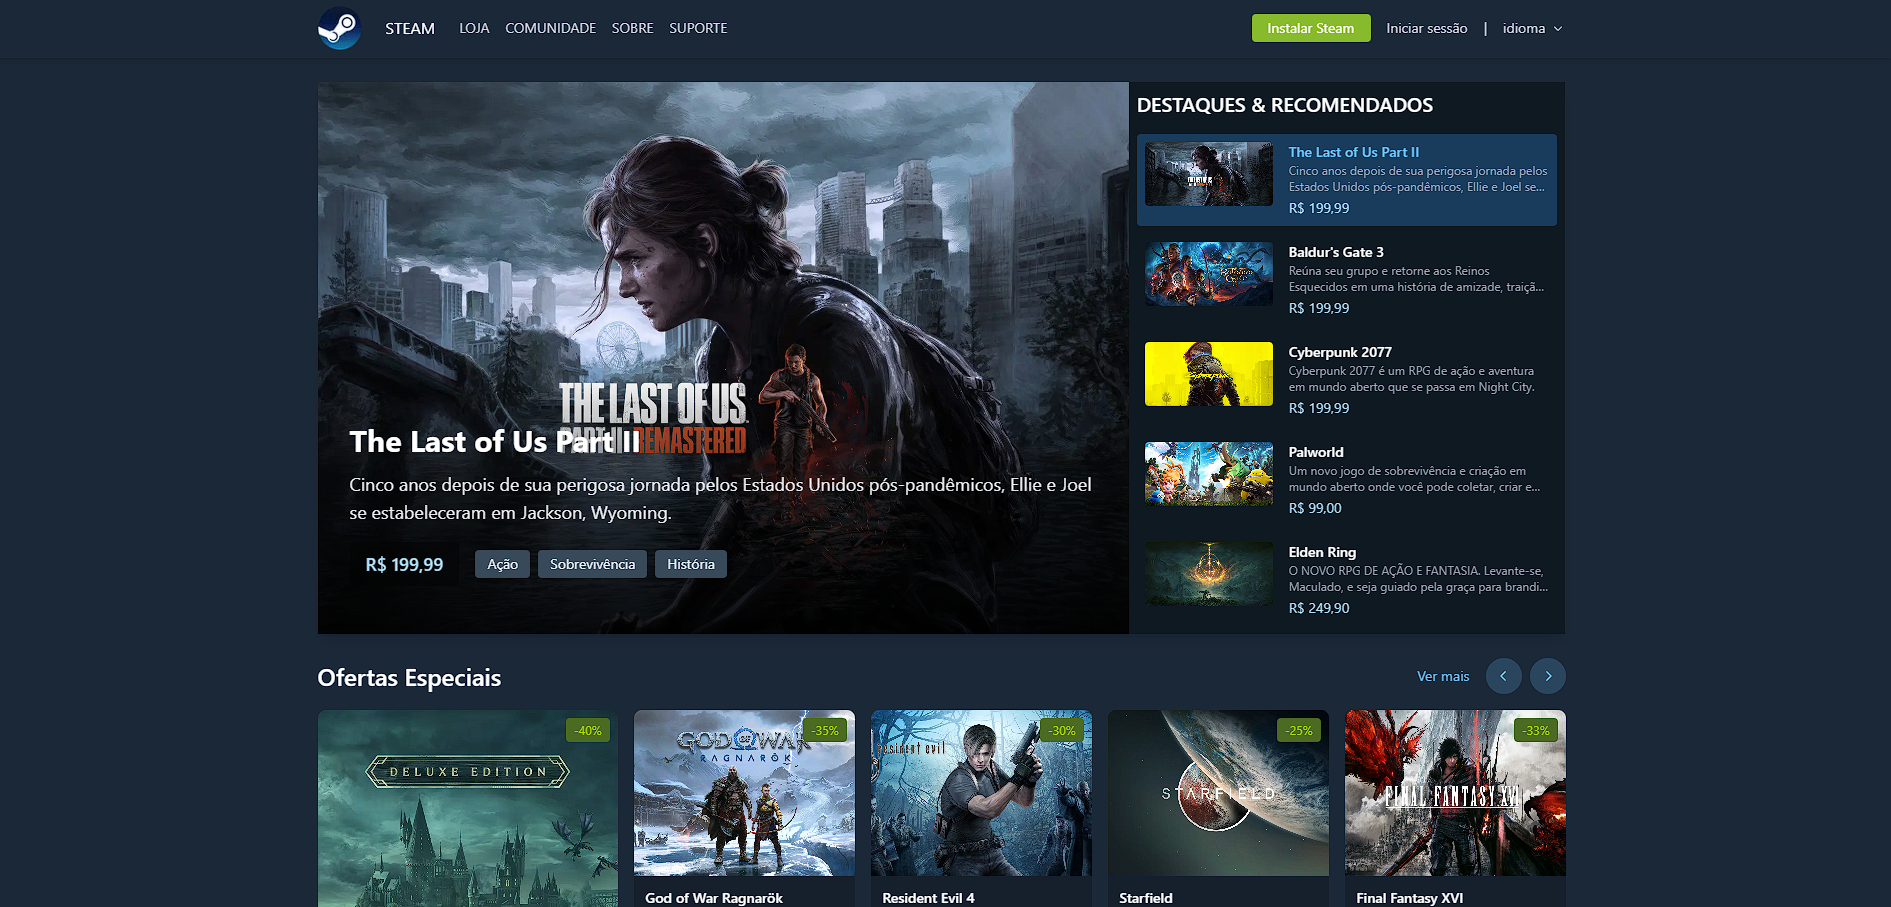 STEAM
LOJA
COMUNIDADE
SOBRE
SUPORTE
Instalar Steam
Iniciar sessão
|
idioma
THE LAST OF US
PART II REMASTERED
The Last of Us Part II
Cinco anos depois de sua perigosa jornada pelos Estados Unidos pós-pandêmicos, Ellie e Joel
se estabeleceram em Jackson, Wyoming.
R$ 199,99
Ação
Sobrevivência
História
DESTAQUES & RECOMENDADOS
The Last of Us Part II
Cinco anos depois de sua perigosa jornada pelos
Estados Unidos pós-pandêmicos, Ellie e Joel se...
R$ 199,99
Baldur's Gate 3
Reúna seu grupo e retorne aos Reinos
Esquecidos em uma história de amizade, traiçã...
R$ 199,99
Cyberpunk 2077
Cyberpunk 2077 é um RPG de ação e aventura
em mundo aberto que se passa em Night City.
R$ 199,99
Palworld
Um novo jogo de sobrevivência e criação em
mundo aberto onde você pode coletar, criar e...
R$ 99,00
Elden Ring
O NOVO RPG DE AÇÃO E FANTASIA. Levante-se,
Maculado, e seja guiado pela graça para brandi...
R$ 249,90
Ofertas Especiais
Ver mais
-40%
DELUXE EDITION
-35%
GOD OF WAR
RAGNARÖK
God of War Ragnarök
-30%
resident evil
Resident Evil 4
-25%
STARFIELD
Starfield
-33%
FINAL FANTASY XVI
Final Fantasy XVI